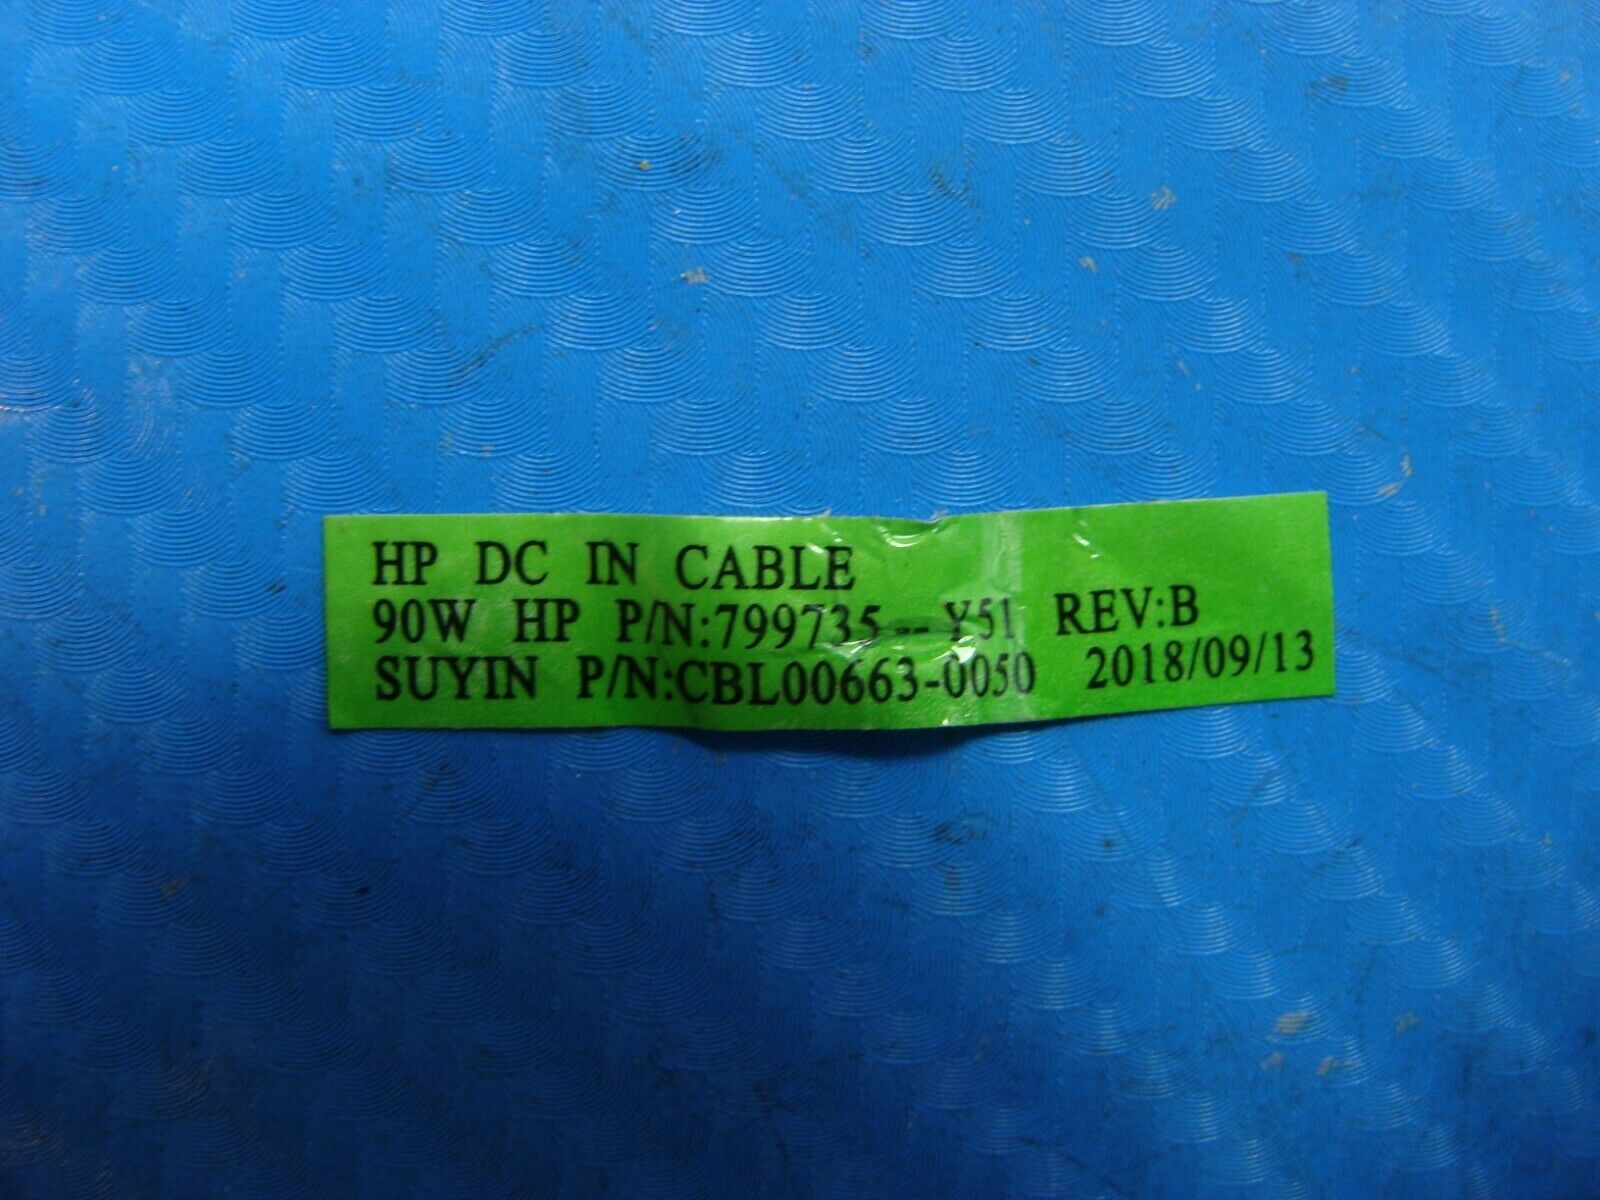 HP DC IN CABLE
90W HP P/N:799735--Y51 REV:B
SUYIN P/N:CBL00663-0050 2018/09/13